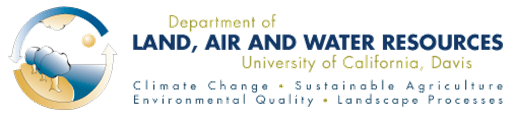 Department of
LAND, AIR AND WATER RESOURCES
University of California, Davis
Climate Change • Sustainable Agriculture
Environmental Quality • Landscape Processes